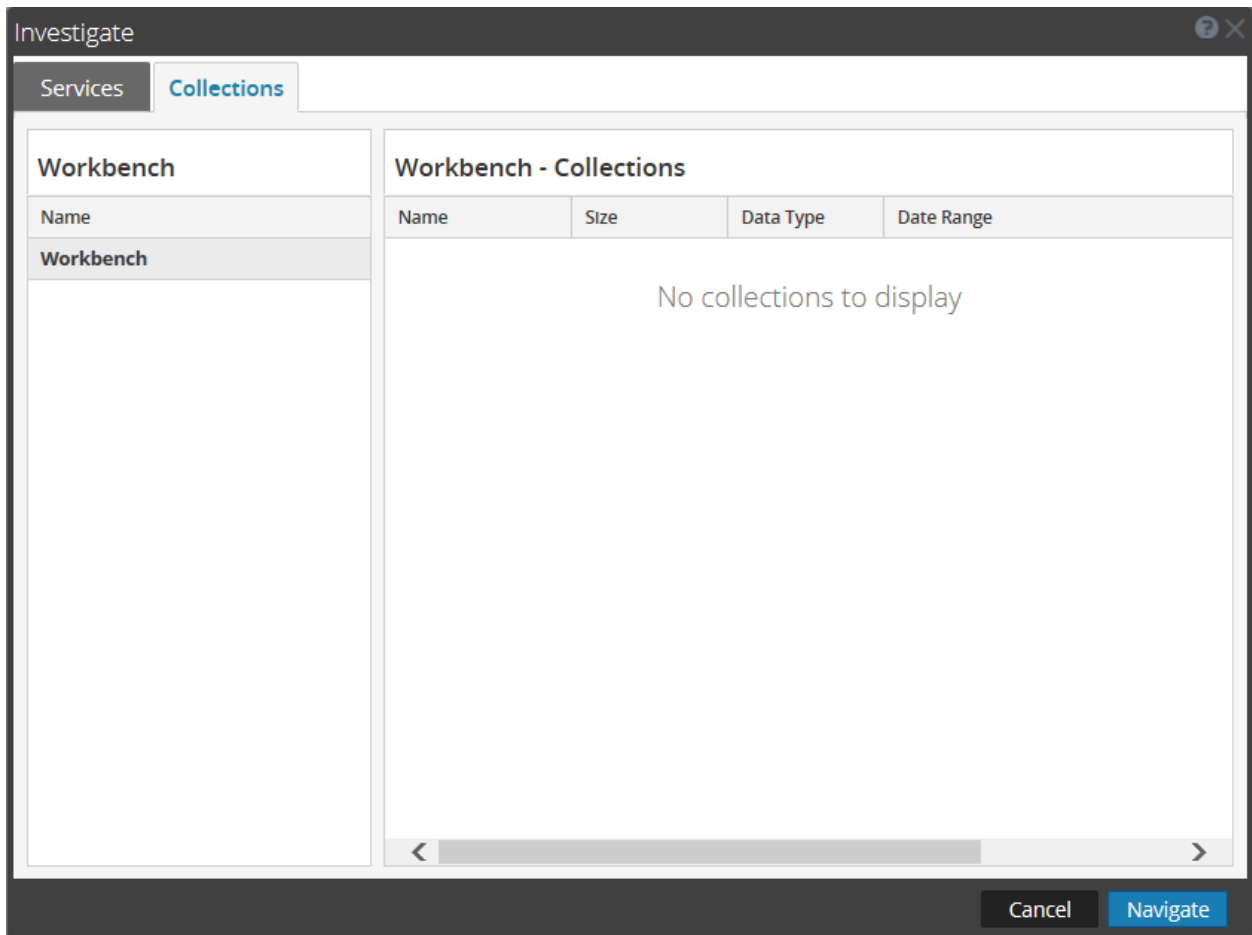 Investigate
Services Collections
Workbench
Name
Workbench
Workbench - Collections
Name Size Data Type Date Range
No collections to display
Cancel Navigate